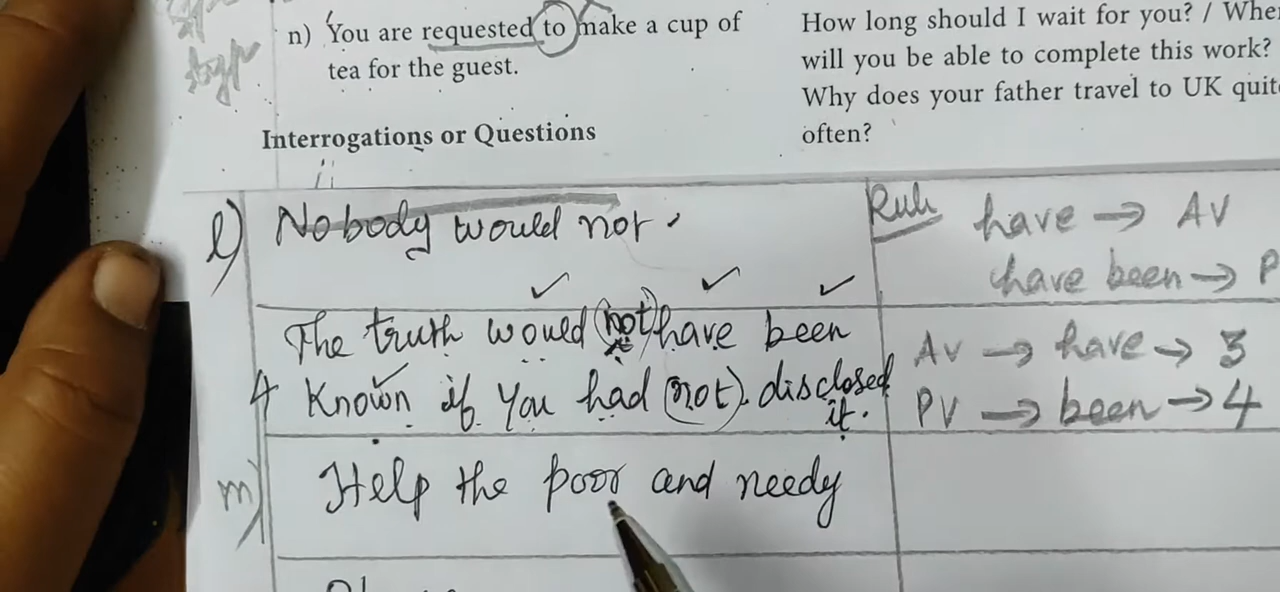 n) You are requested to make a cup of
tea for the guest.
Interrogations or Questions
How long should I wait for you? / Whe
will you be able to complete this work?
Why does your father travel to UK quit
often?
l) Nobody would not.
The truth would (not) have been
4 known if you had (not). disclosed
it.
m) Help the poor and needy
Rule have → AV
have been → P
AV → have → 3
PV → been → 4